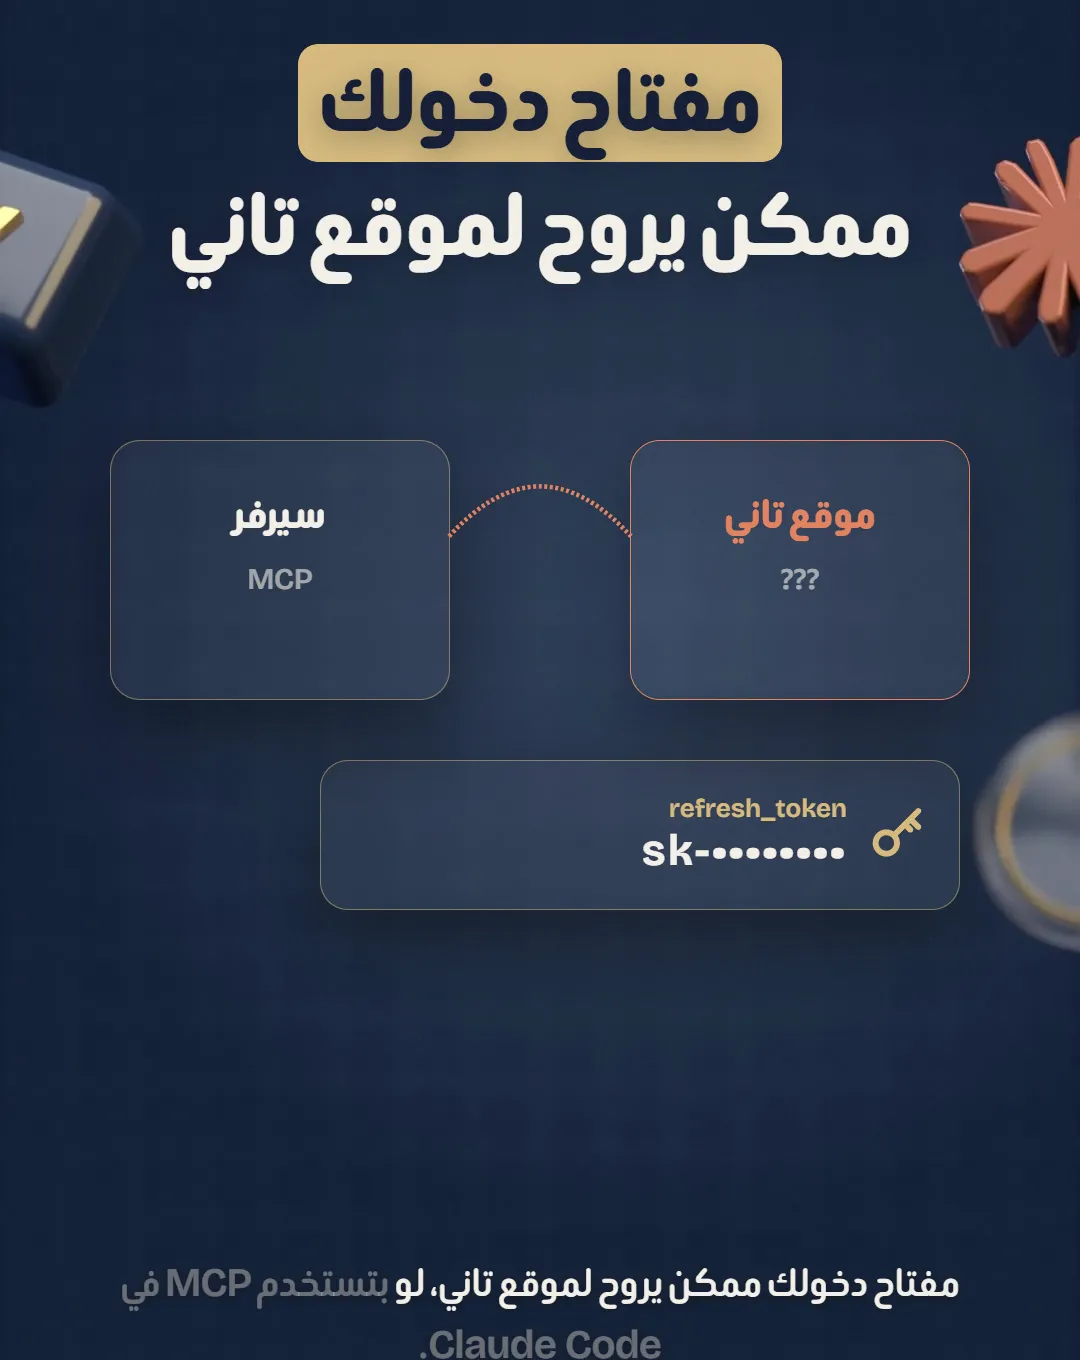 مفتاح دخولك
ممكن يروح لموقع تاني
موقع تاني
???
سيرفر
MCP
refresh_token
sk-••••••••
مفتاح دخولك ممكن يروح لموقع تاني، لو بتستخدم MCP في
Claude Code.